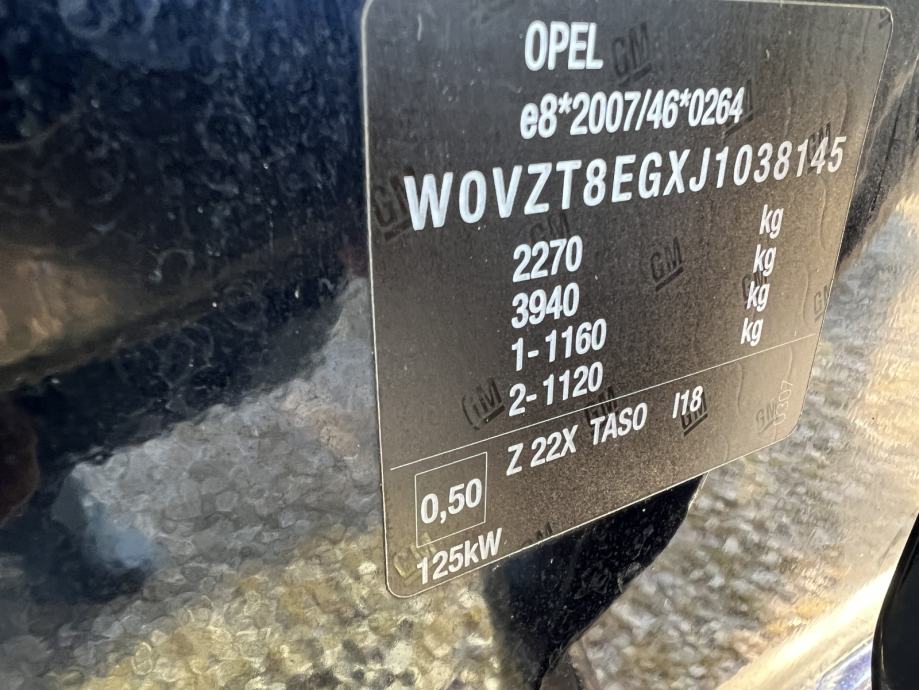 OPEL
e8*2007/46*0264
W0VZT8EGXJ1038145
2270 kg
3940 kg
1-1160 kg
2-1120 kg
Z 22X TASO I18
0,50
125kW